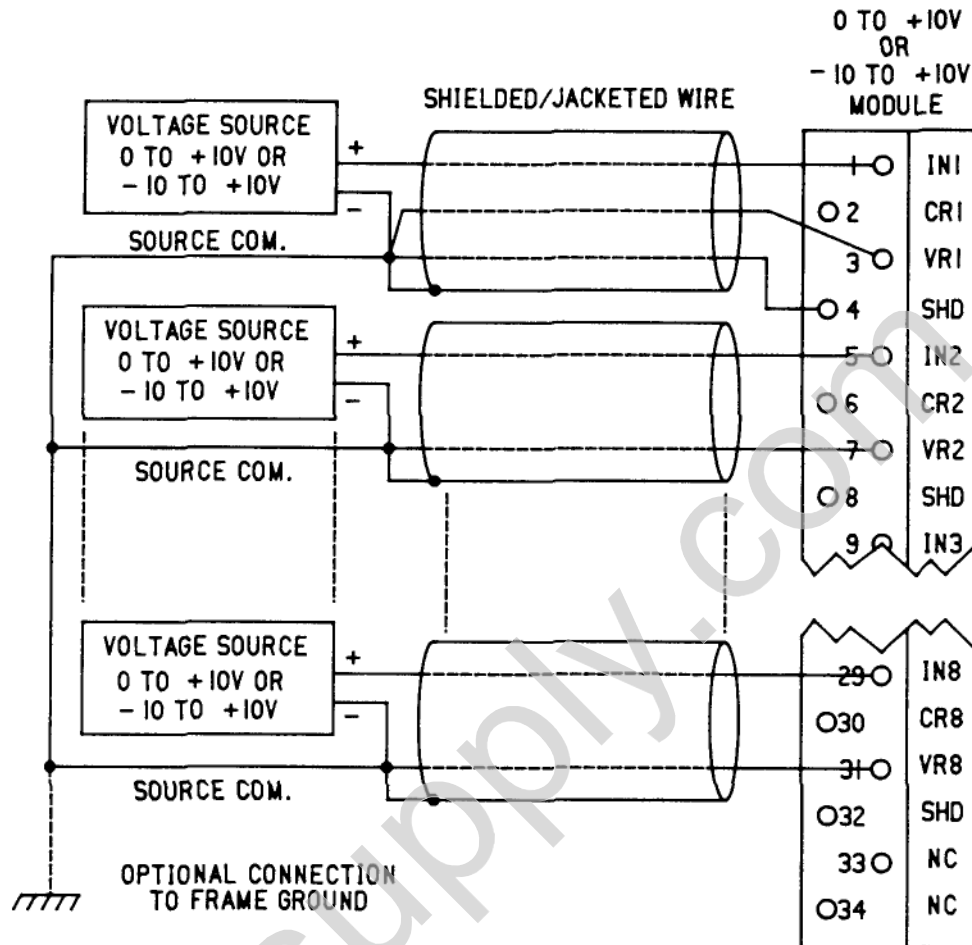 0 TO +10V
OR
- 10 TO +10V
MODULE
SHIELDED/JACKETED WIRE
VOLTAGE SOURCE
0 TO +10V OR
- 10 TO +10V
+
-
SOURCE COM.
1 IN1
2 CR1
3 VR1
4 SHD
VOLTAGE SOURCE
0 TO +10V OR
- 10 TO +10V
+
-
SOURCE COM.
5 IN2
6 CR2
7 VR2
8 SHD
9 IN3
VOLTAGE SOURCE
0 TO +10V OR
- 10 TO +10V
+
-
SOURCE COM.
29 IN8
30 CR8
31 VR8
32 SHD
33 NC
34 NC
OPTIONAL CONNECTION
TO FRAME GROUND
supply.com